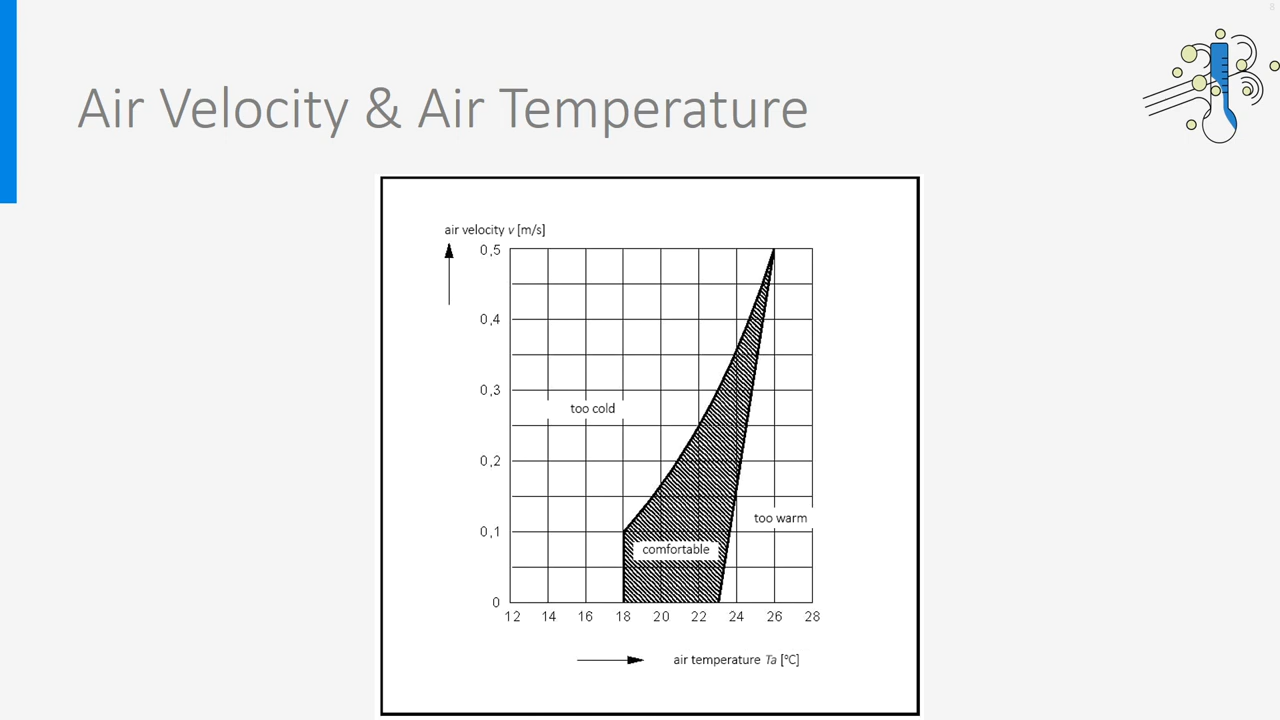 8
Air Velocity & Air Temperature
air velocity v [m/s]
0,5
0,4
0,3
too cold
0,2
too warm
0,1
comfortable
0
12 14 16 18 20 22 24 26 28
air temperature Ta [°C]